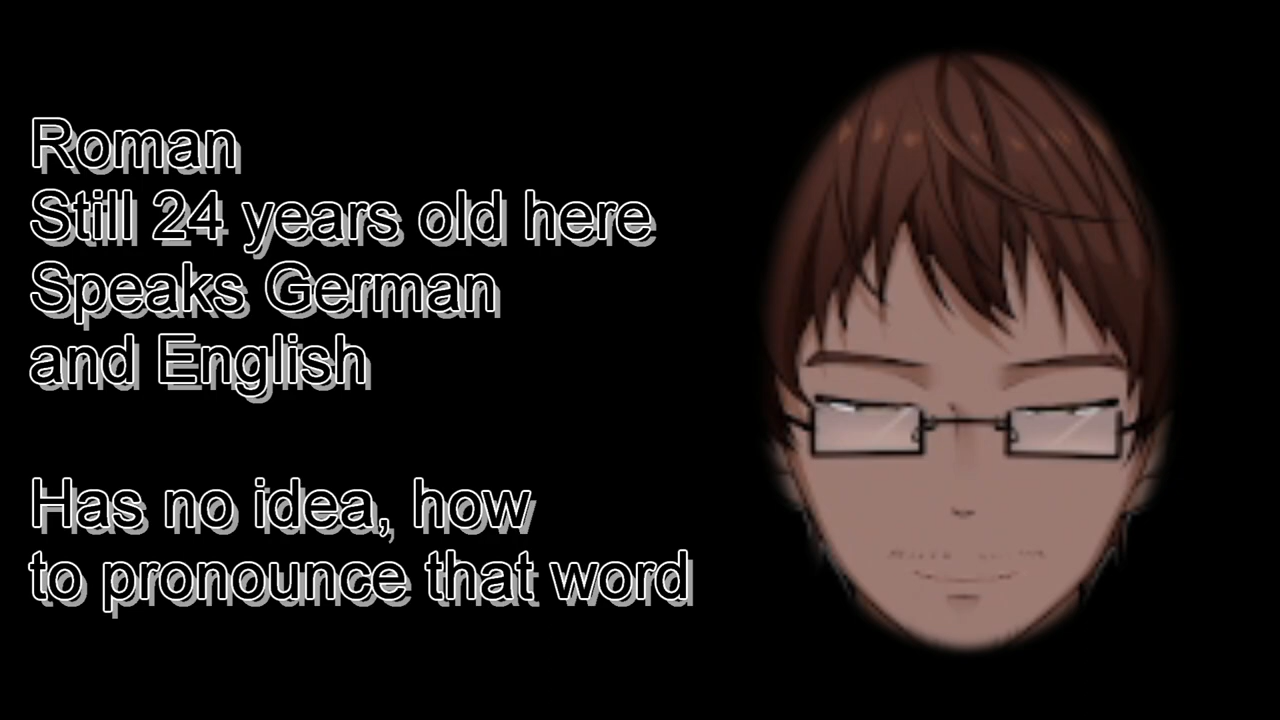 Roman
Still 24 years old here
Speaks German
and English
Has no idea, how
to pronounce that word